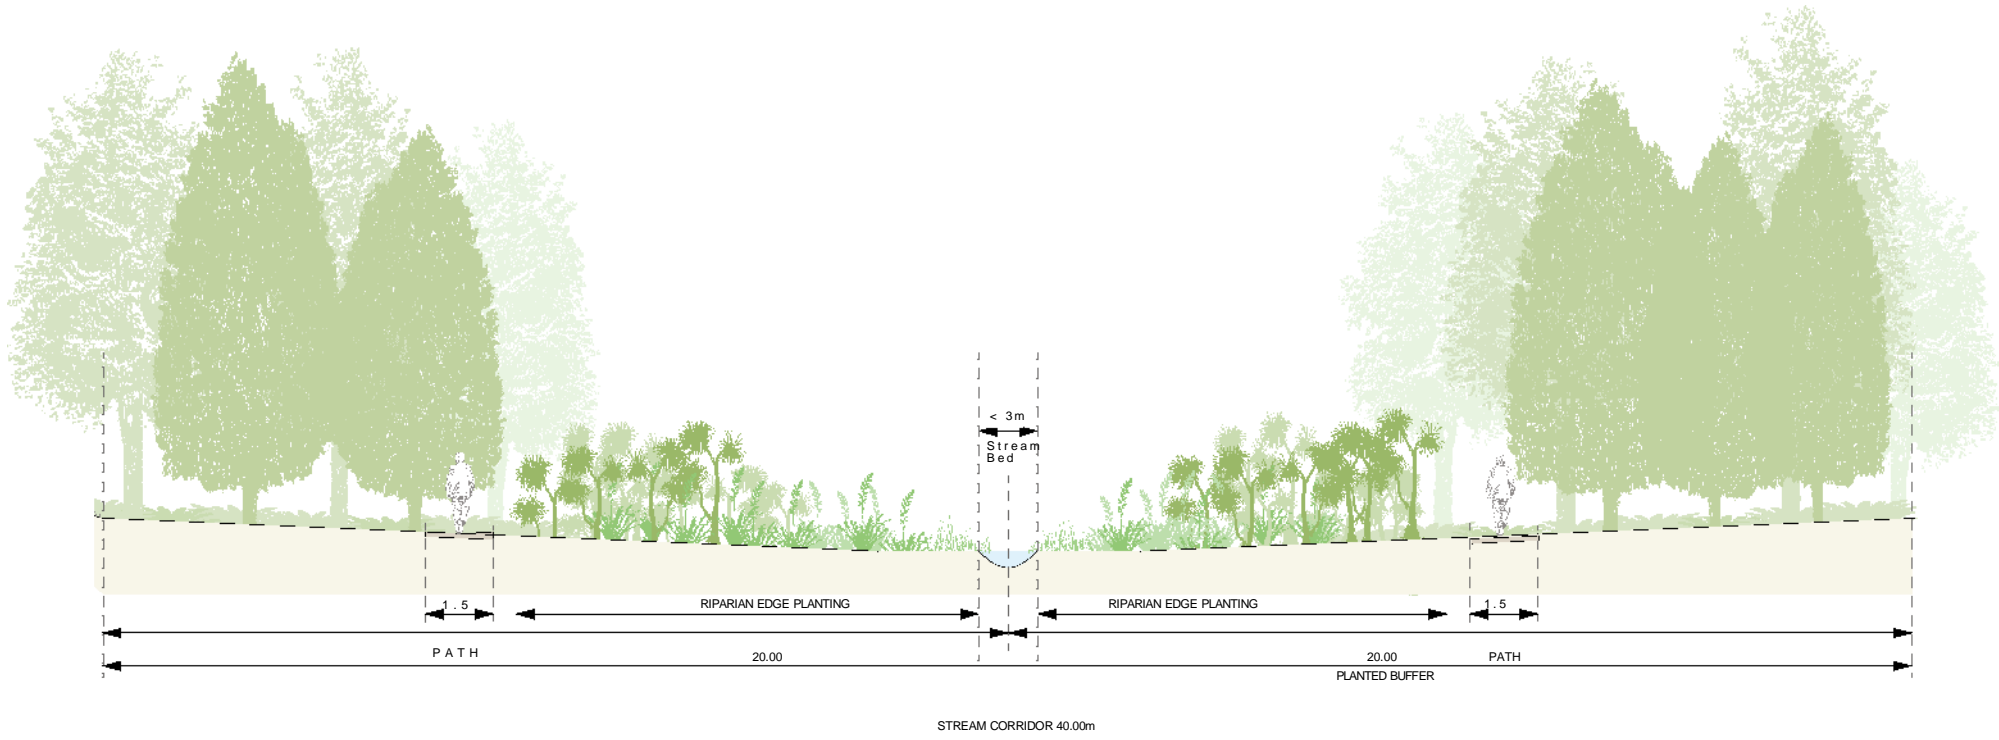 < 3m
Stream
Bed
1.5
RIPARIAN EDGE PLANTING
RIPARIAN EDGE PLANTING
1.5
PATH
20.00
20.00
PATH
PLANTED BUFFER
STREAM CORRIDOR 40.00m